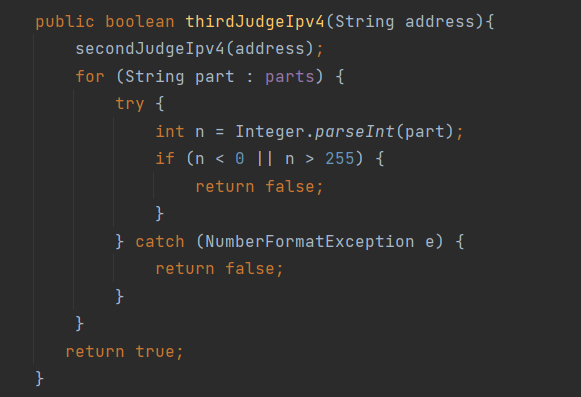 public boolean thirdJudgeIpv4(String address){
    secondJudgeIpv4(address);
    for (String part : parts) {
        try {
            int n = Integer.parseInt(part);
            if (n < 0 || n > 255) {
                return false;
            }
        } catch (NumberFormatException e) {
            return false;
        }
    }
   return true;
}